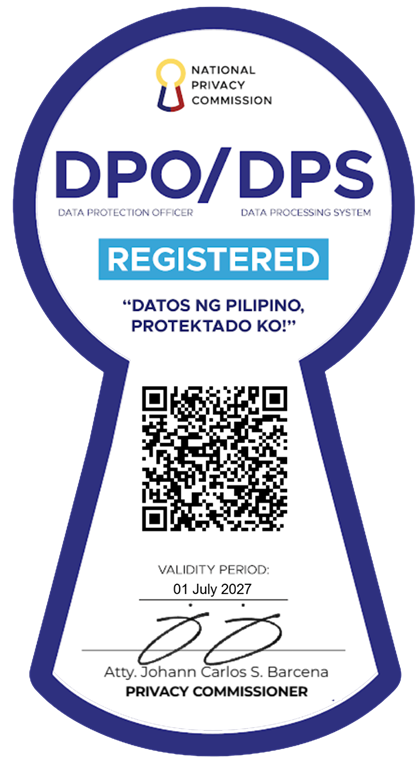 NATIONAL
PRIVACY
COMMISSION
DPO/DPS
DATA PROTECTION OFFICER DATA PROCESSING SYSTEM
REGISTERED
“DATOS NG PILIPINO,
PROTEKTADO KO!”
VALIDITY PERIOD:
01 July 2027
Atty. Johann Carlos S. Barcena
PRIVACY COMMISSIONER